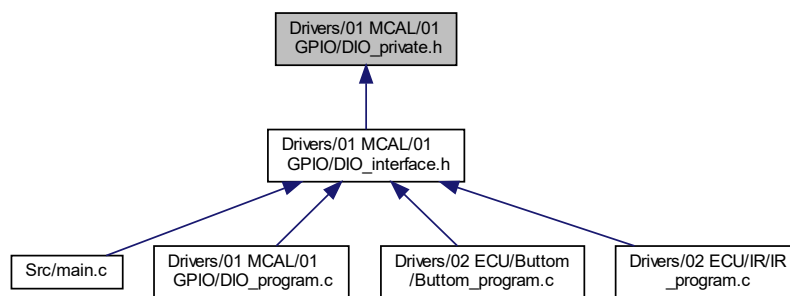 Drivers/01 MCAL/01
GPIO/DIO_private.h
Drivers/01 MCAL/01
GPIO/DIO_interface.h
Src/main.c
Drivers/01 MCAL/01
GPIO/DIO_program.c
Drivers/02 ECU/Buttom
/Buttom_program.c
Drivers/02 ECU/IR/IR
_program.c